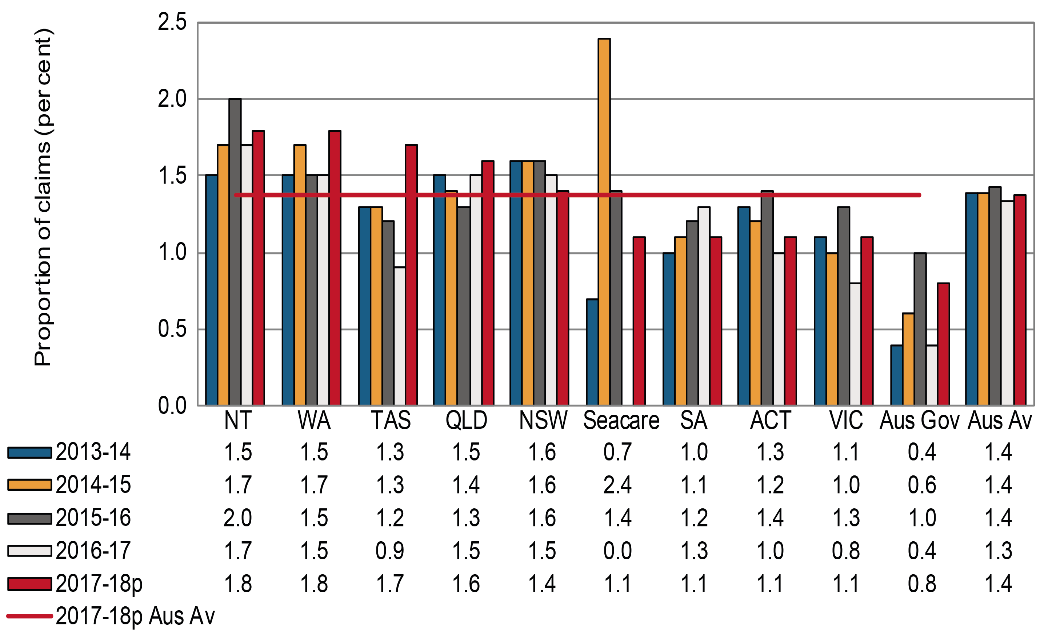 Proportion of claims (per cent)
2.5
2.0
1.5
1.0
0.5
0.0
NT WA TAS QLD NSW Seacare SA ACT VIC Aus Gov Aus Av
2013-14 1.5 1.5 1.3 1.5 1.6 0.7 1.0 1.3 1.1 0.4 1.4
2014-15 1.7 1.7 1.3 1.4 1.6 2.4 1.1 1.2 1.0 0.6 1.4
2015-16 2.0 1.5 1.2 1.3 1.6 1.4 1.2 1.4 1.3 1.0 1.4
2016-17 1.7 1.5 0.9 1.5 1.5 0.0 1.3 1.0 0.8 0.4 1.3
2017-18p 1.8 1.8 1.7 1.6 1.4 1.1 1.1 1.1 1.1 0.8 1.4
2017-18p Aus Av